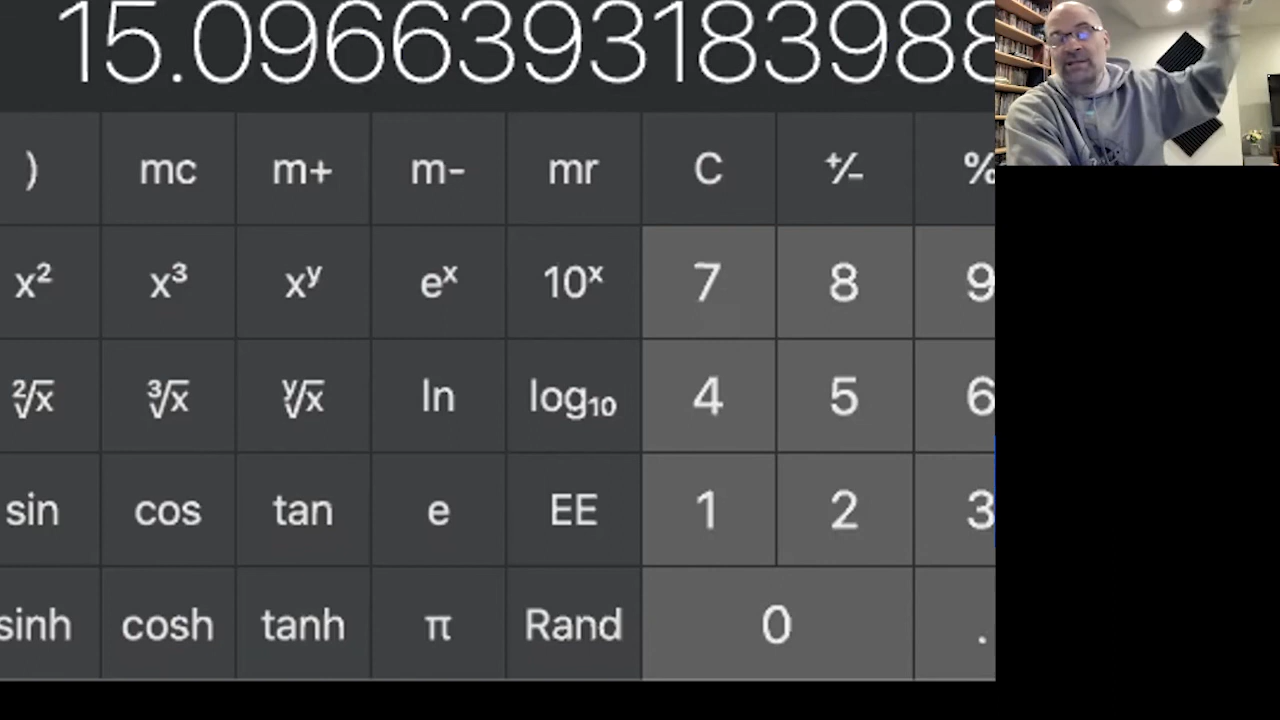 15.0966393183988
) mc m+ m- mr C +/- %
x² x³ xʸ eˣ 10ˣ 7 8 9
²√x ³√x ʸ√x ln log₁₀ 4 5 6
sin cos tan e EE 1 2 3
sinh cosh tanh π Rand 0 .